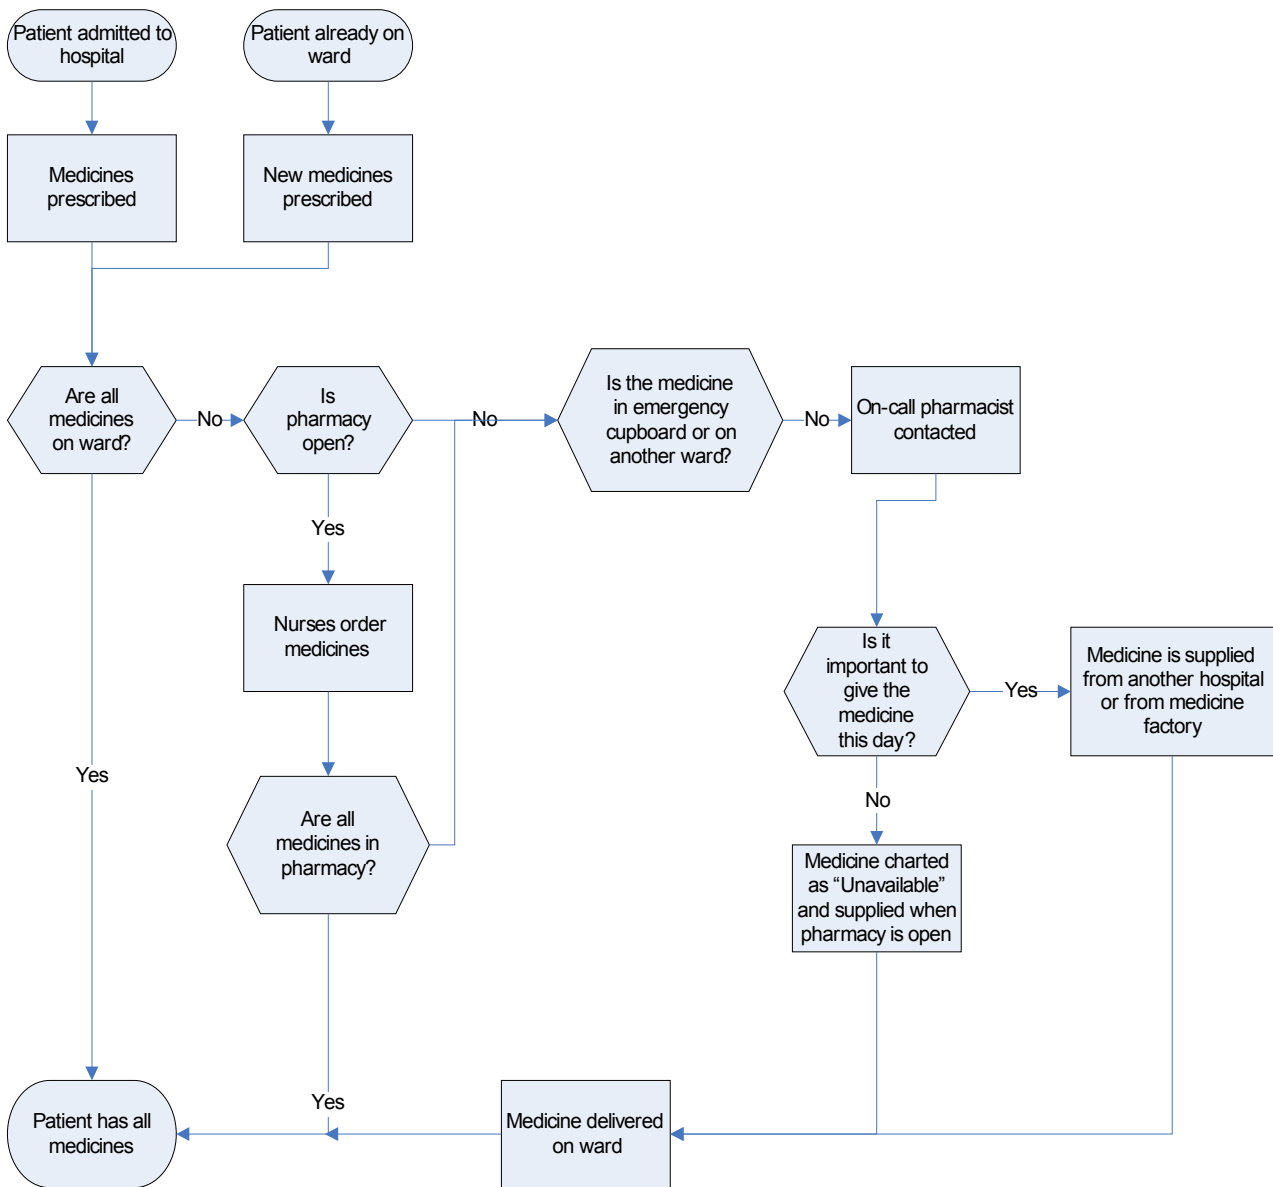 Patient admitted to
hospital
Patient already on
ward
Medicines
prescribed
New medicines
prescribed
Are all
medicines
on ward?
No
Is
pharmacy
open?
No
Is the medicine
in emergency
cupboard or on
another ward?
No
On-call pharmacist
contacted
Yes
Nurses order
medicines
Is it
important to
give the
medicine
this day?
Yes
Medicine is supplied
from another hospital
or from medicine
factory
Yes
Are all
medicines in
pharmacy?
No
Medicine charted
as “Unavailable”
and supplied when
pharmacy is open
Yes
Patient has all
medicines
Medicine delivered
on ward